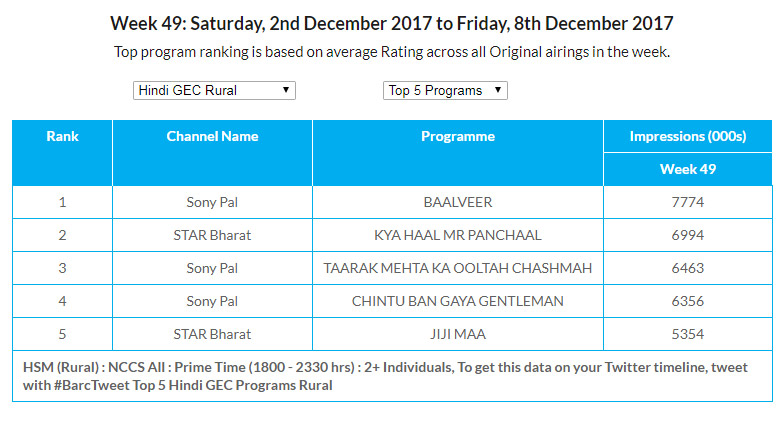 Week 49: Saturday, 2nd December 2017 to Friday, 8th December 2017
Top program ranking is based on average Rating across all Original airings in the week.
Hindi GEC Rural Top 5 Programs
Rank Channel Name Programme Impressions (000s)
Week 49
1 Sony Pal BAALVEER 7774
2 STAR Bharat KYA HAAL MR PANCHAAL 6994
3 Sony Pal TAARAK MEHTA KA OOLTAH CHASHMAH 6463
4 Sony Pal CHINTU BAN GAYA GENTLEMAN 6356
5 STAR Bharat JIJI MAA 5354
HSM (Rural) : NCCS All : Prime Time (1800 - 2330 hrs) : 2+ Individuals, To get this data on your Twitter timeline, tweet
with #BarcTweet Top 5 Hindi GEC Programs Rural